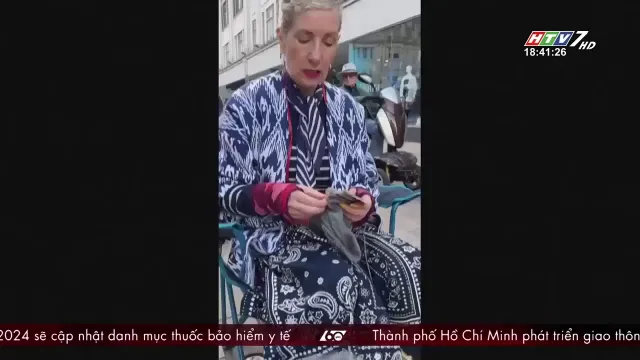 HTV7 HD
18:41:26
2024 sẽ cập nhật danh mục thuốc bảo hiểm y tế 60 Thành phố Hồ Chí Minh phát triển giao thôn